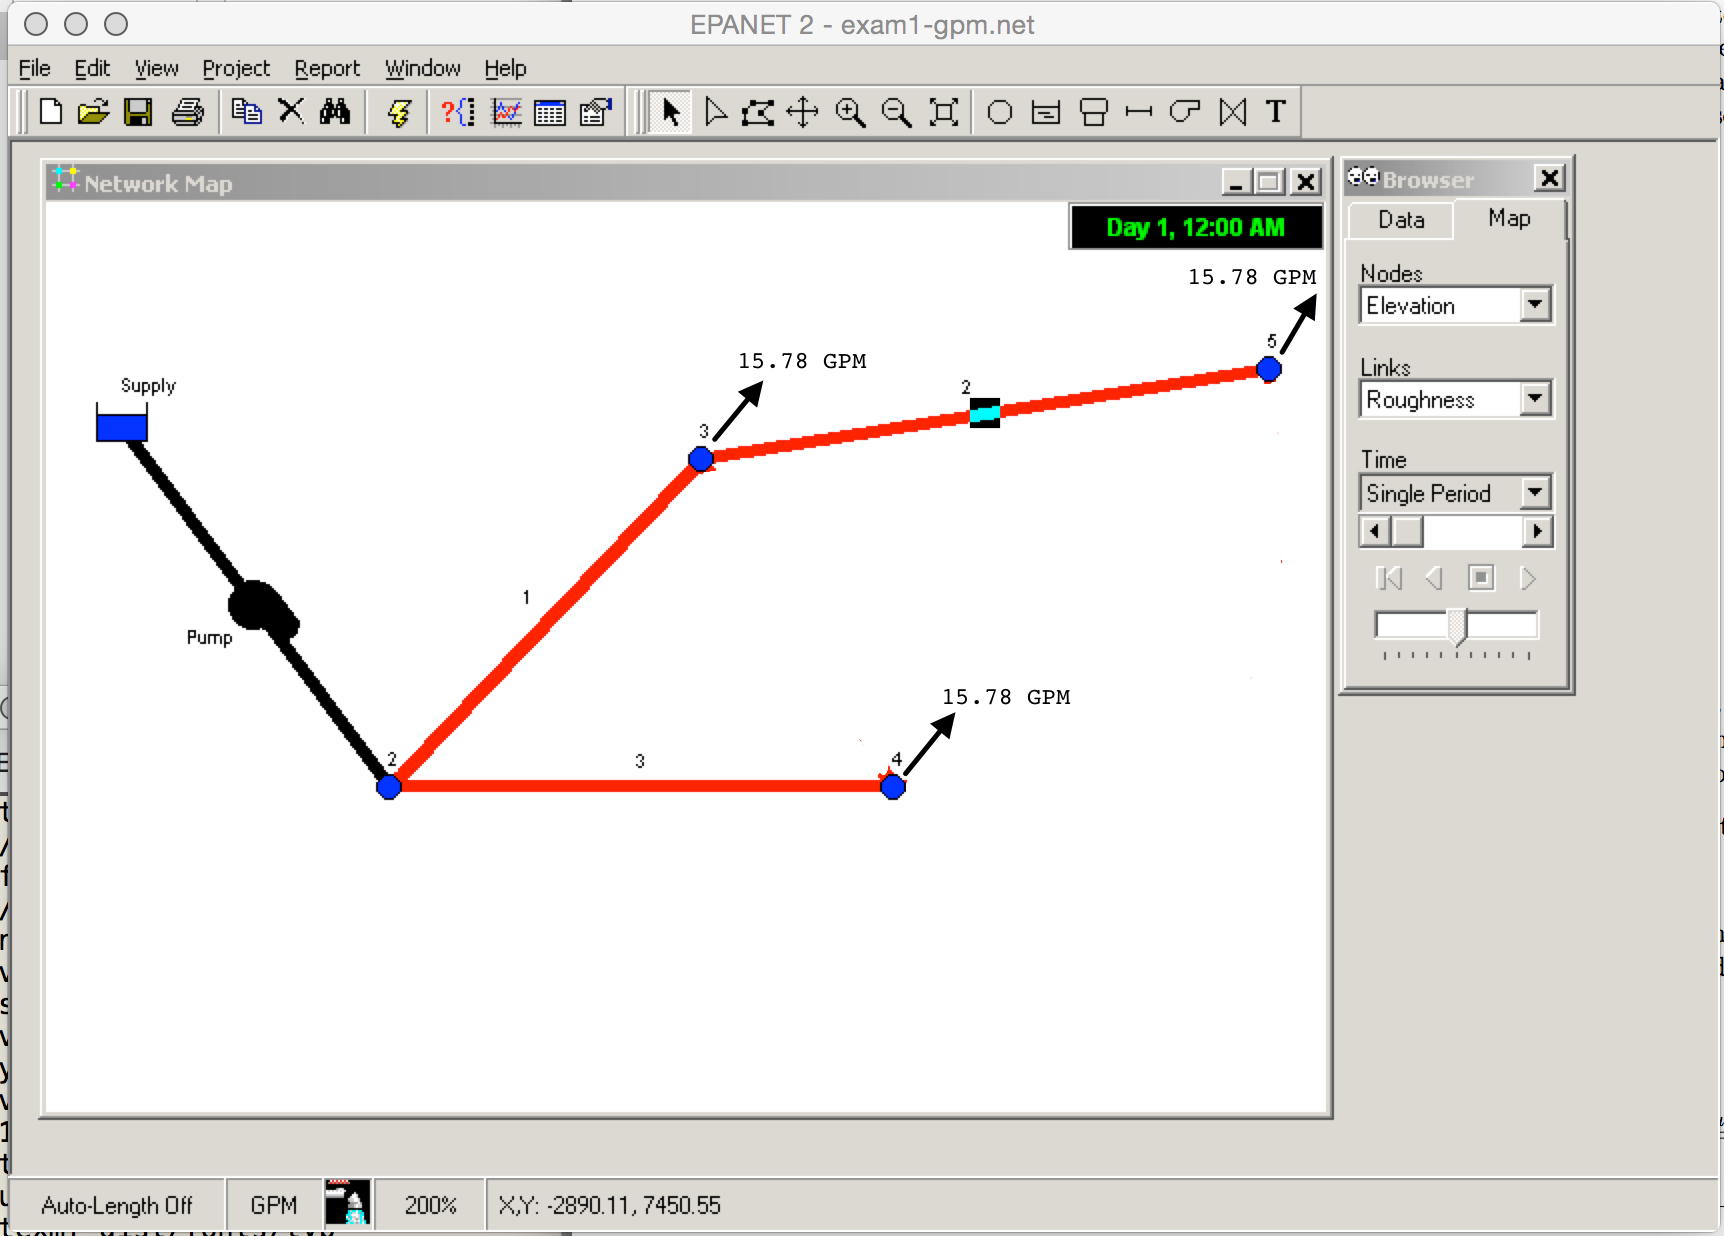 EPANET 2 - exam1-gpm.net
File Edit View Project Report Window Help
Network Map
Browser
Day 1, 12:00 AM
Data Map
15.78 GPM
Nodes
Elevation
5
15.78 GPM
Links
Roughness
Supply
2
3
Time
Single Period
1
Pump
15.78 GPM
2
3
4
Auto-Length Off GPM 200% X,Y: -2890.11, 7450.55